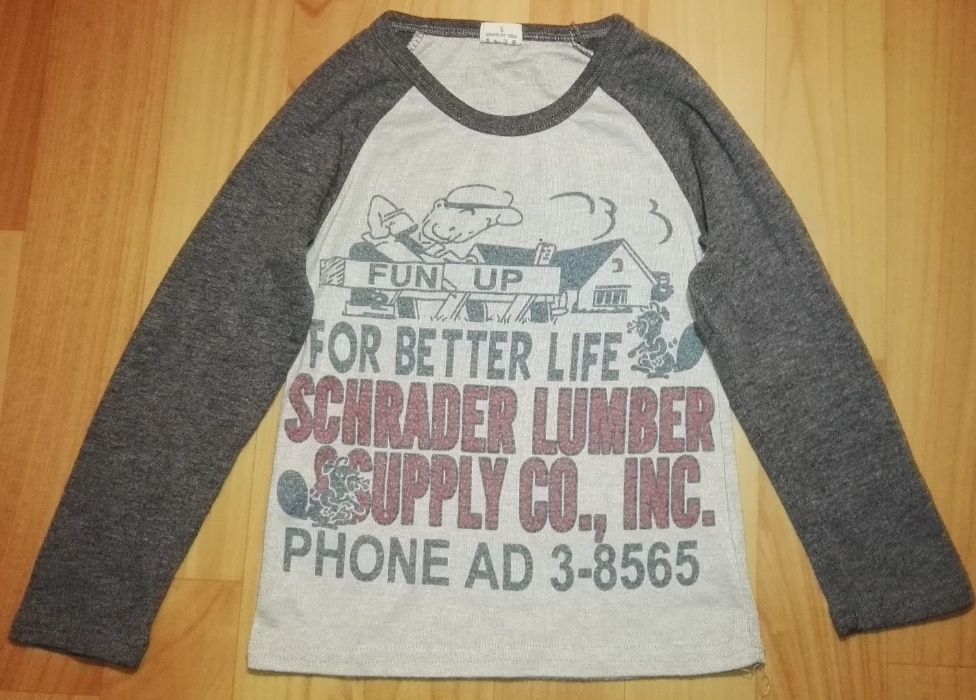 FUN UP
FOR BETTER LIFE
SCHRADER LUMBER
& SUPPLY CO., INC.
PHONE AD 3-8565